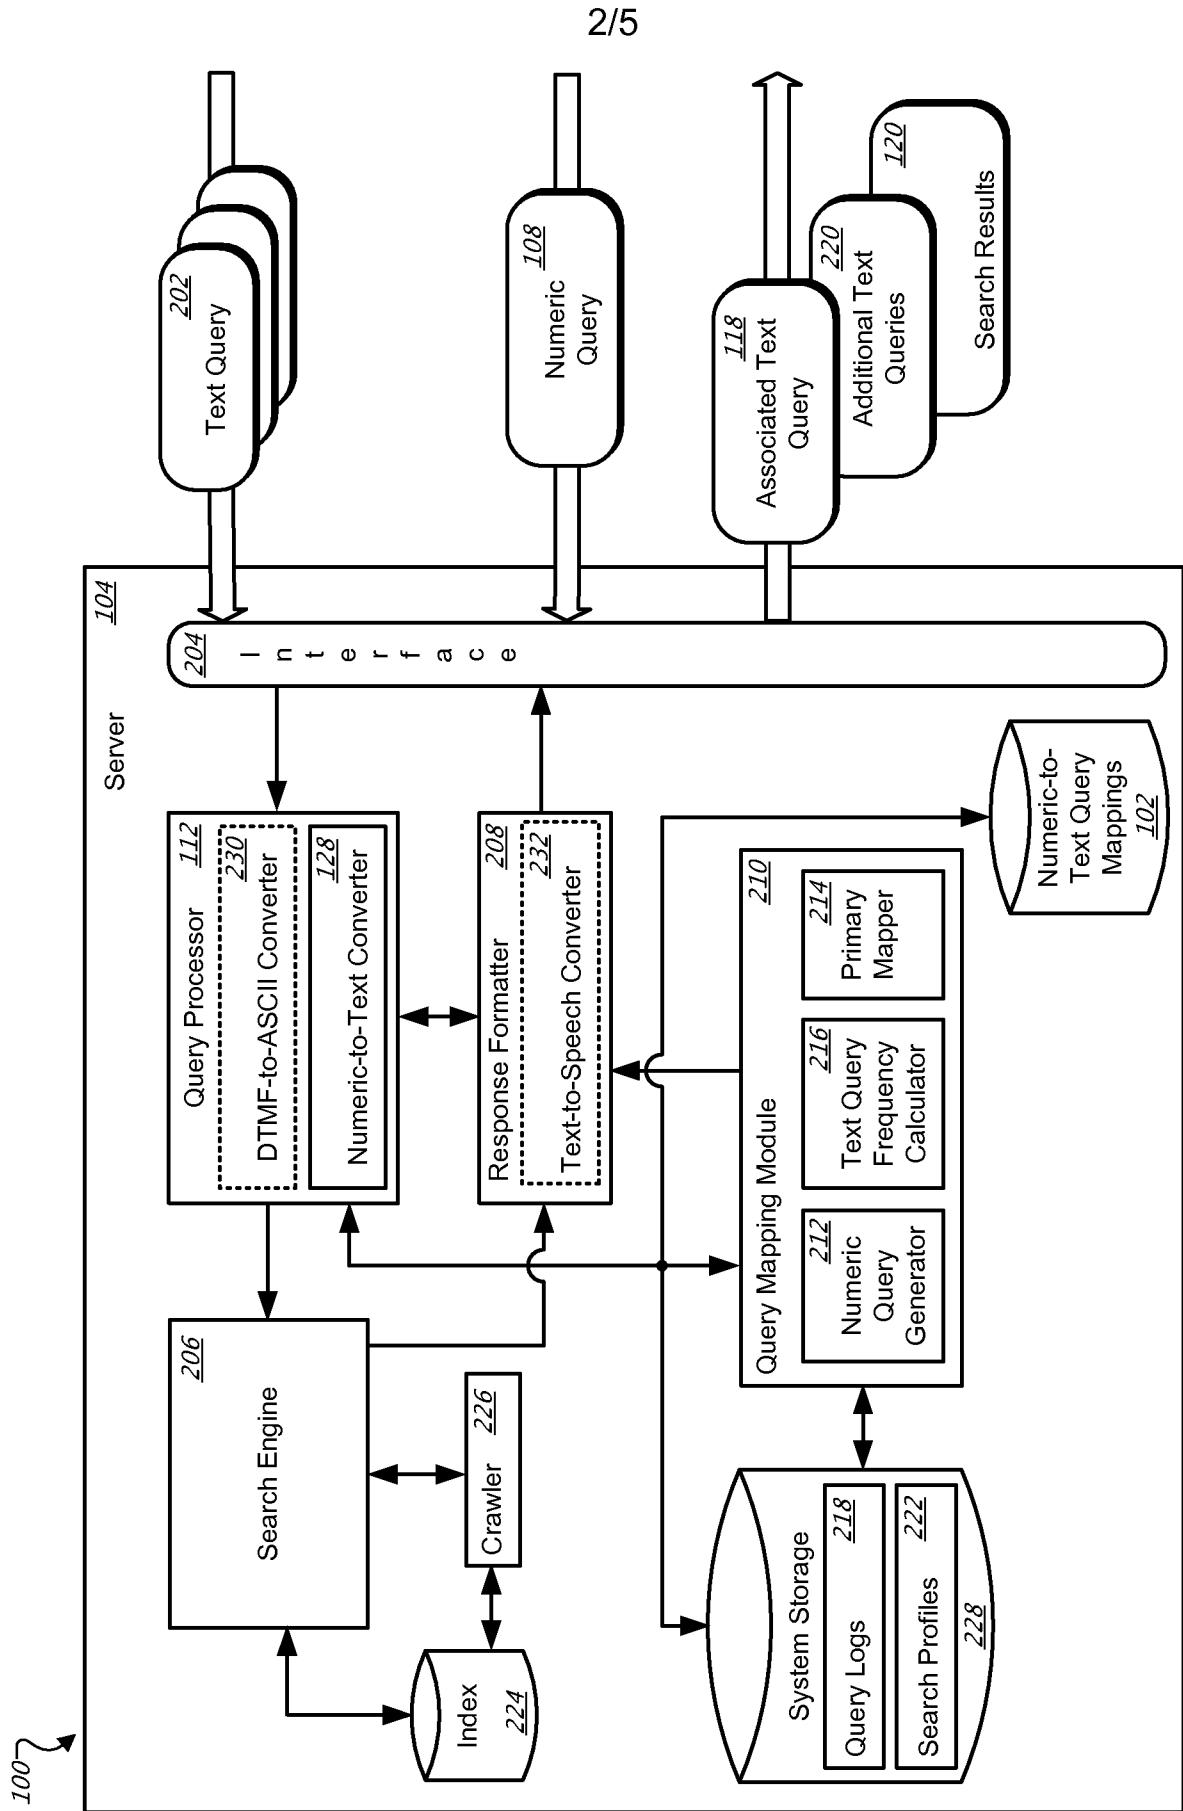 2/5
100
Server
104
Text Query
202
Numeric
Query
108
Associated Text
Query
118
Additional Text
Queries
220
Search Results
120
204
Interface
Query Processor
112
DTMF-to-ASCII Converter
230
Numeric-to-Text Converter
128
Response Formatter
208
Text-to-Speech Converter
232
Search Engine
206
Crawler
226
Index
224
Query Mapping Module
210
Numeric
Query
Generator
212
Text Query
Frequency
Calculator
216
Primary
Mapper
214
System Storage
Query Logs
218
Search Profiles
222
228
Numeric-to-
Text Query
Mappings
102